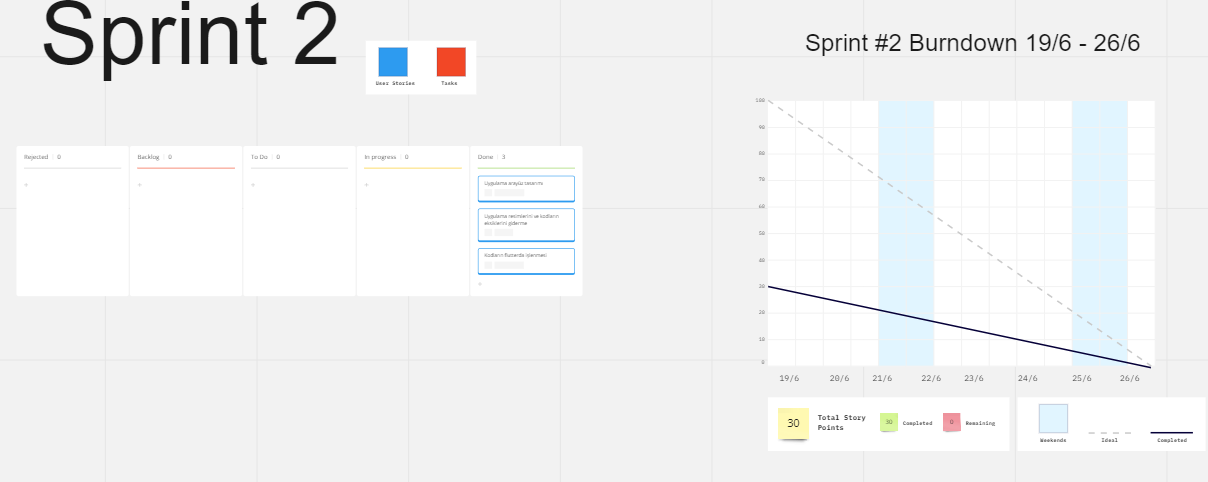 Sprint 2
User Stories
Tasks
Rejected | 0
Backlog | 0
To Do | 0
In progress | 0
Done | 3
+
+
+
+
Uygulama arayüz tasarımı
Uygulama resimlerini ve kodların
eksiklerini giderme
Kodların flutterda işlenmesi
+
Sprint #2 Burndown 19/6 - 26/6
100
90
80
70
60
50
40
30
20
10
0
19/6 20/6 21/6 22/6 23/6 24/6 25/6 26/6
30
Total Story
Points
30
Completed
0
Remaining
Weekends
Ideal
Completed